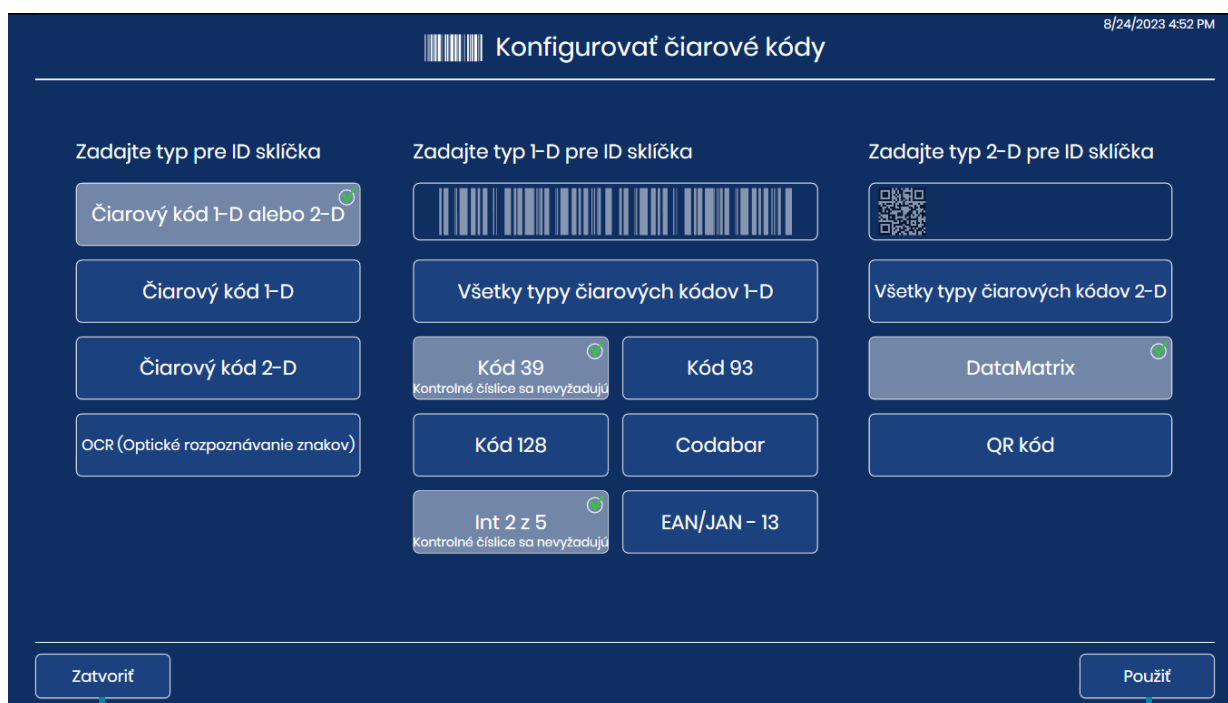 8/24/2023 4:52 PM
Konfigurovať čiarové kódy
Zadajte typ pre ID sklíčka
Čiarový kód 1-D alebo 2-D
Čiarový kód 1-D
Čiarový kód 2-D
OCR (Optické rozpoznávanie znakov)
Zadajte typ 1-D pre ID sklíčka
Všetky typy čiarových kódov 1-D
Kód 39
Kontrolné číslice sa nevyžadujú
Kód 93
Kód 128
Codabar
Int 2 z 5
Kontrolné číslice sa nevyžadujú
EAN/JAN - 13
Zadajte typ 2-D pre ID sklíčka
Všetky typy čiarových kódov 2-D
DataMatrix
QR kód
Zatvoriť
Použiť